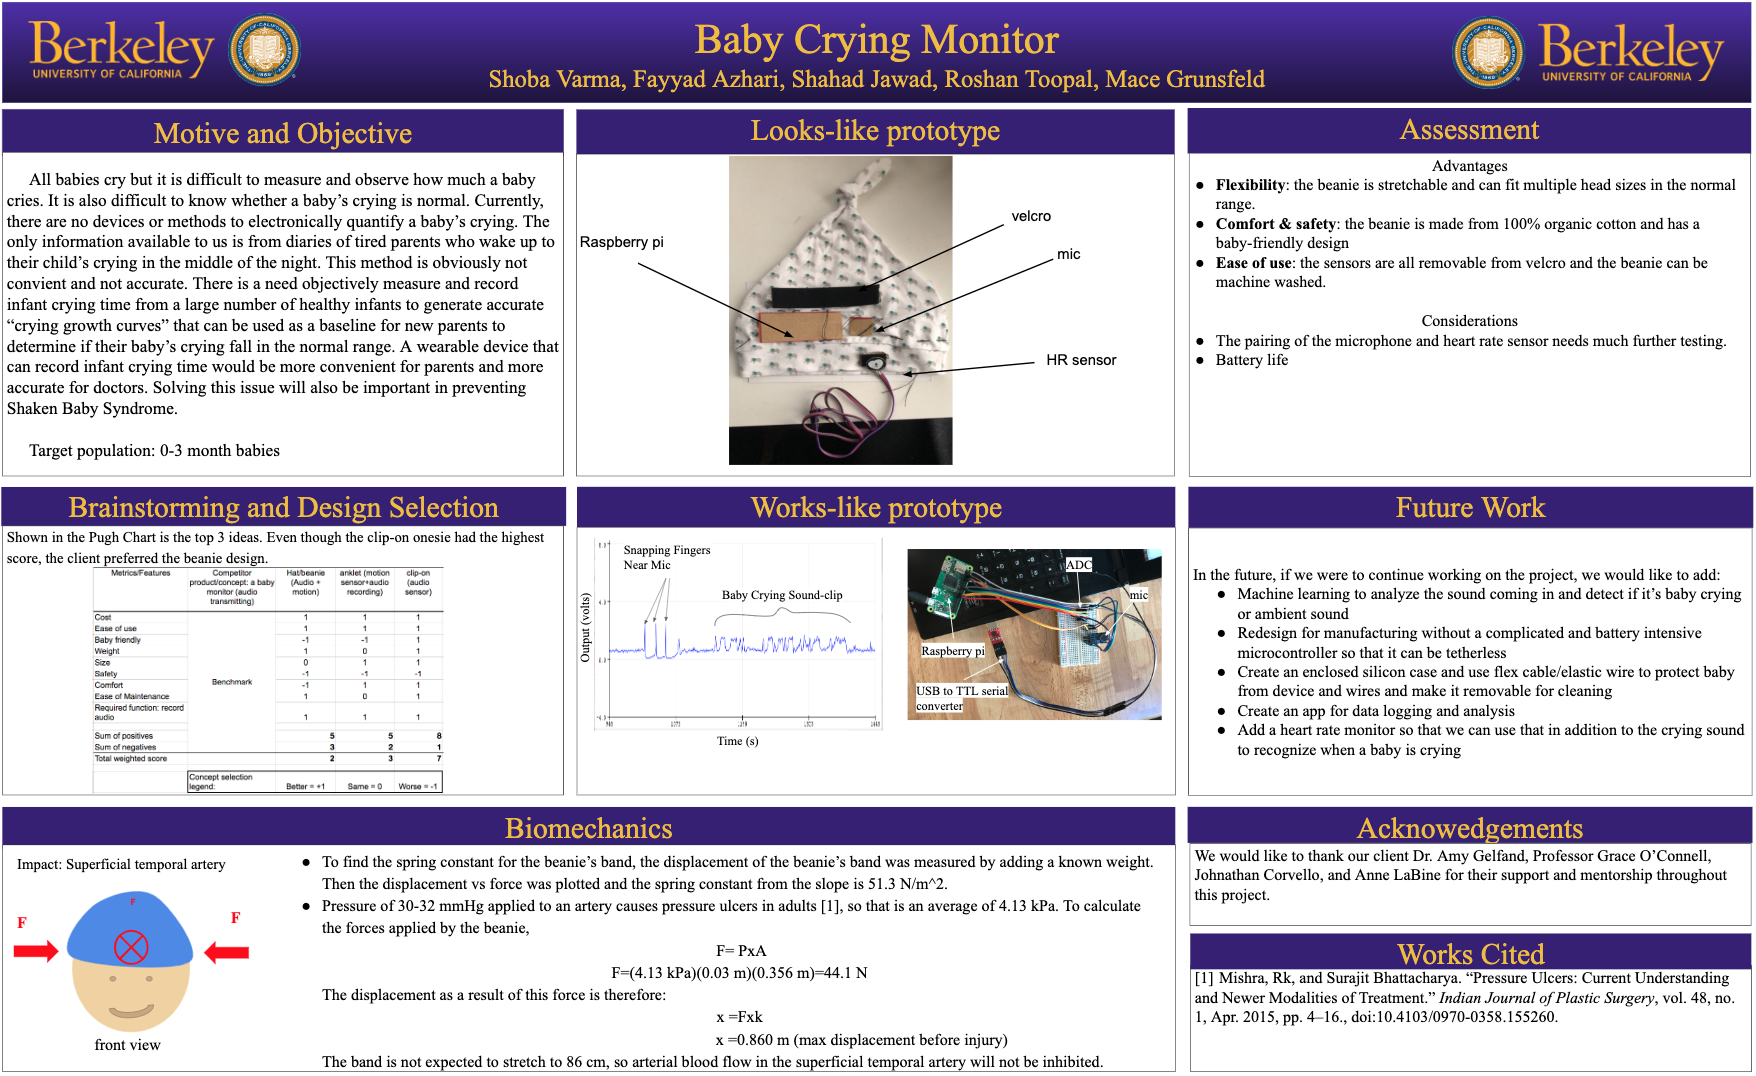 Berkeley
UNIVERSITY OF CALIFORNIA
Baby Crying Monitor
Shoba Varma, Fayyad Azhari, Shahad Jawad, Roshan Toopal, Mace Grunsfeld
Berkeley
UNIVERSITY OF CALIFORNIA
Motive and Objective
All babies cry but it is difficult to measure and observe how much a baby
cries. It is also difficult to know whether a baby's crying is normal. Currently,
there are no devices or methods to electronically quantify a baby's crying. The
only information available to us is from diaries of tired parents who wake up to
their child's crying in the middle of the night. This method is obviously not
convient and not accurate. There is a need objectively measure and record
infant crying time from a large number of healthy infants to generate accurate
“crying growth curves” that can be used as a baseline for new parents to
determine if their baby's crying fall in the normal range. A wearable device that
can record infant crying time would be more convenient for parents and more
accurate for doctors. Solving this issue will also be important in preventing
Shaken Baby Syndrome.
Target population: 0-3 month babies
Looks-like prototype
Raspberry pi
velcro
mic
HR sensor
Assessment
Advantages
● Flexibility: the beanie is stretchable and can fit multiple head sizes in the normal
range.
● Comfort & safety: the beanie is made from 100% organic cotton and has a
baby-friendly design
● Ease of use: the sensors are all removable from velcro and the beanie can be
machine washed.
Considerations
● The pairing of the microphone and heart rate sensor needs much further testing.
● Battery life
Brainstorming and Design Selection
Shown in the Pugh Chart is the top 3 ideas. Even though the clip-on onesie had the highest
score, the client preferred the beanie design.
Metrics/Features Competitor product/concept: a baby monitor (audio transmitting) Hat/beanie (Audio + motion) anklet (motion sensor+audio recording) clip-on (audio sensor)
Cost 1 1 1
Ease of use 1 1 1
Baby friendly -1 -1 1
Weight 1 0 1
Size 0 1 1
Safety -1 -1 -1
Benchmark
Comfort -1 1 1
Ease of Maintenance 1 0 1
Required function: record
audio 1 1 1
Sum of positives 5 5 8
Sum of negatives 3 2 1
Total weighted score 2 3 7
Concept selection
legend: Better = +1 Same = 0 Worse = -1
Works-like prototype
Snapping Fingers
Near Mic
Baby Crying Sound-clip
Output (volts)
Time (s)
ADC
mic
Raspberry pi
USB to TTL serial
converter
Future Work
In the future, if we were to continue working on the project, we would like to add:
● Machine learning to analyze the sound coming in and detect if it's baby crying
or ambient sound
● Redesign for manufacturing without a complicated and battery intensive
microcontroller so that it can be tetherless
● Create an enclosed silicon case and use flex cable/elastic wire to protect baby
from device and wires and make it removable for cleaning
● Create an app for data logging and analysis
● Add a heart rate monitor so that we can use that in addition to the crying sound
to recognize when a baby is crying
Biomechanics
Impact: Superficial temporal artery
F
F
F
front view
● To find the spring constant for the beanie's band, the displacement of the beanie's band was measured by adding a known weight.
Then the displacement vs force was plotted and the spring constant from the slope is 51.3 N/m^2.
● Pressure of 30-32 mmHg applied to an artery causes pressure ulcers in adults [1], so that is an average of 4.13 kPa. To calculate
the forces applied by the beanie,
F= PxA
F=(4.13 kPa)(0.03 m)(0.356 m)=44.1 N
The displacement as a result of this force is therefore:
x =Fxk
x =0.860 m (max displacement before injury)
The band is not expected to stretch to 86 cm, so arterial blood flow in the superficial temporal artery will not be inhibited.
Acknowedgements
We would like to thank our client Dr. Amy Gelfand, Professor Grace O'Connell,
Johnathan Corvello, and Anne LaBine for their support and mentorship throughout
this project.
Works Cited
[1] Mishra, Rk, and Surajit Bhattacharya. “Pressure Ulcers: Current Understanding
and Newer Modalities of Treatment.” Indian Journal of Plastic Surgery, vol. 48, no.
1, Apr. 2015, pp. 4–16., doi:10.4103/0970-0358.155260.